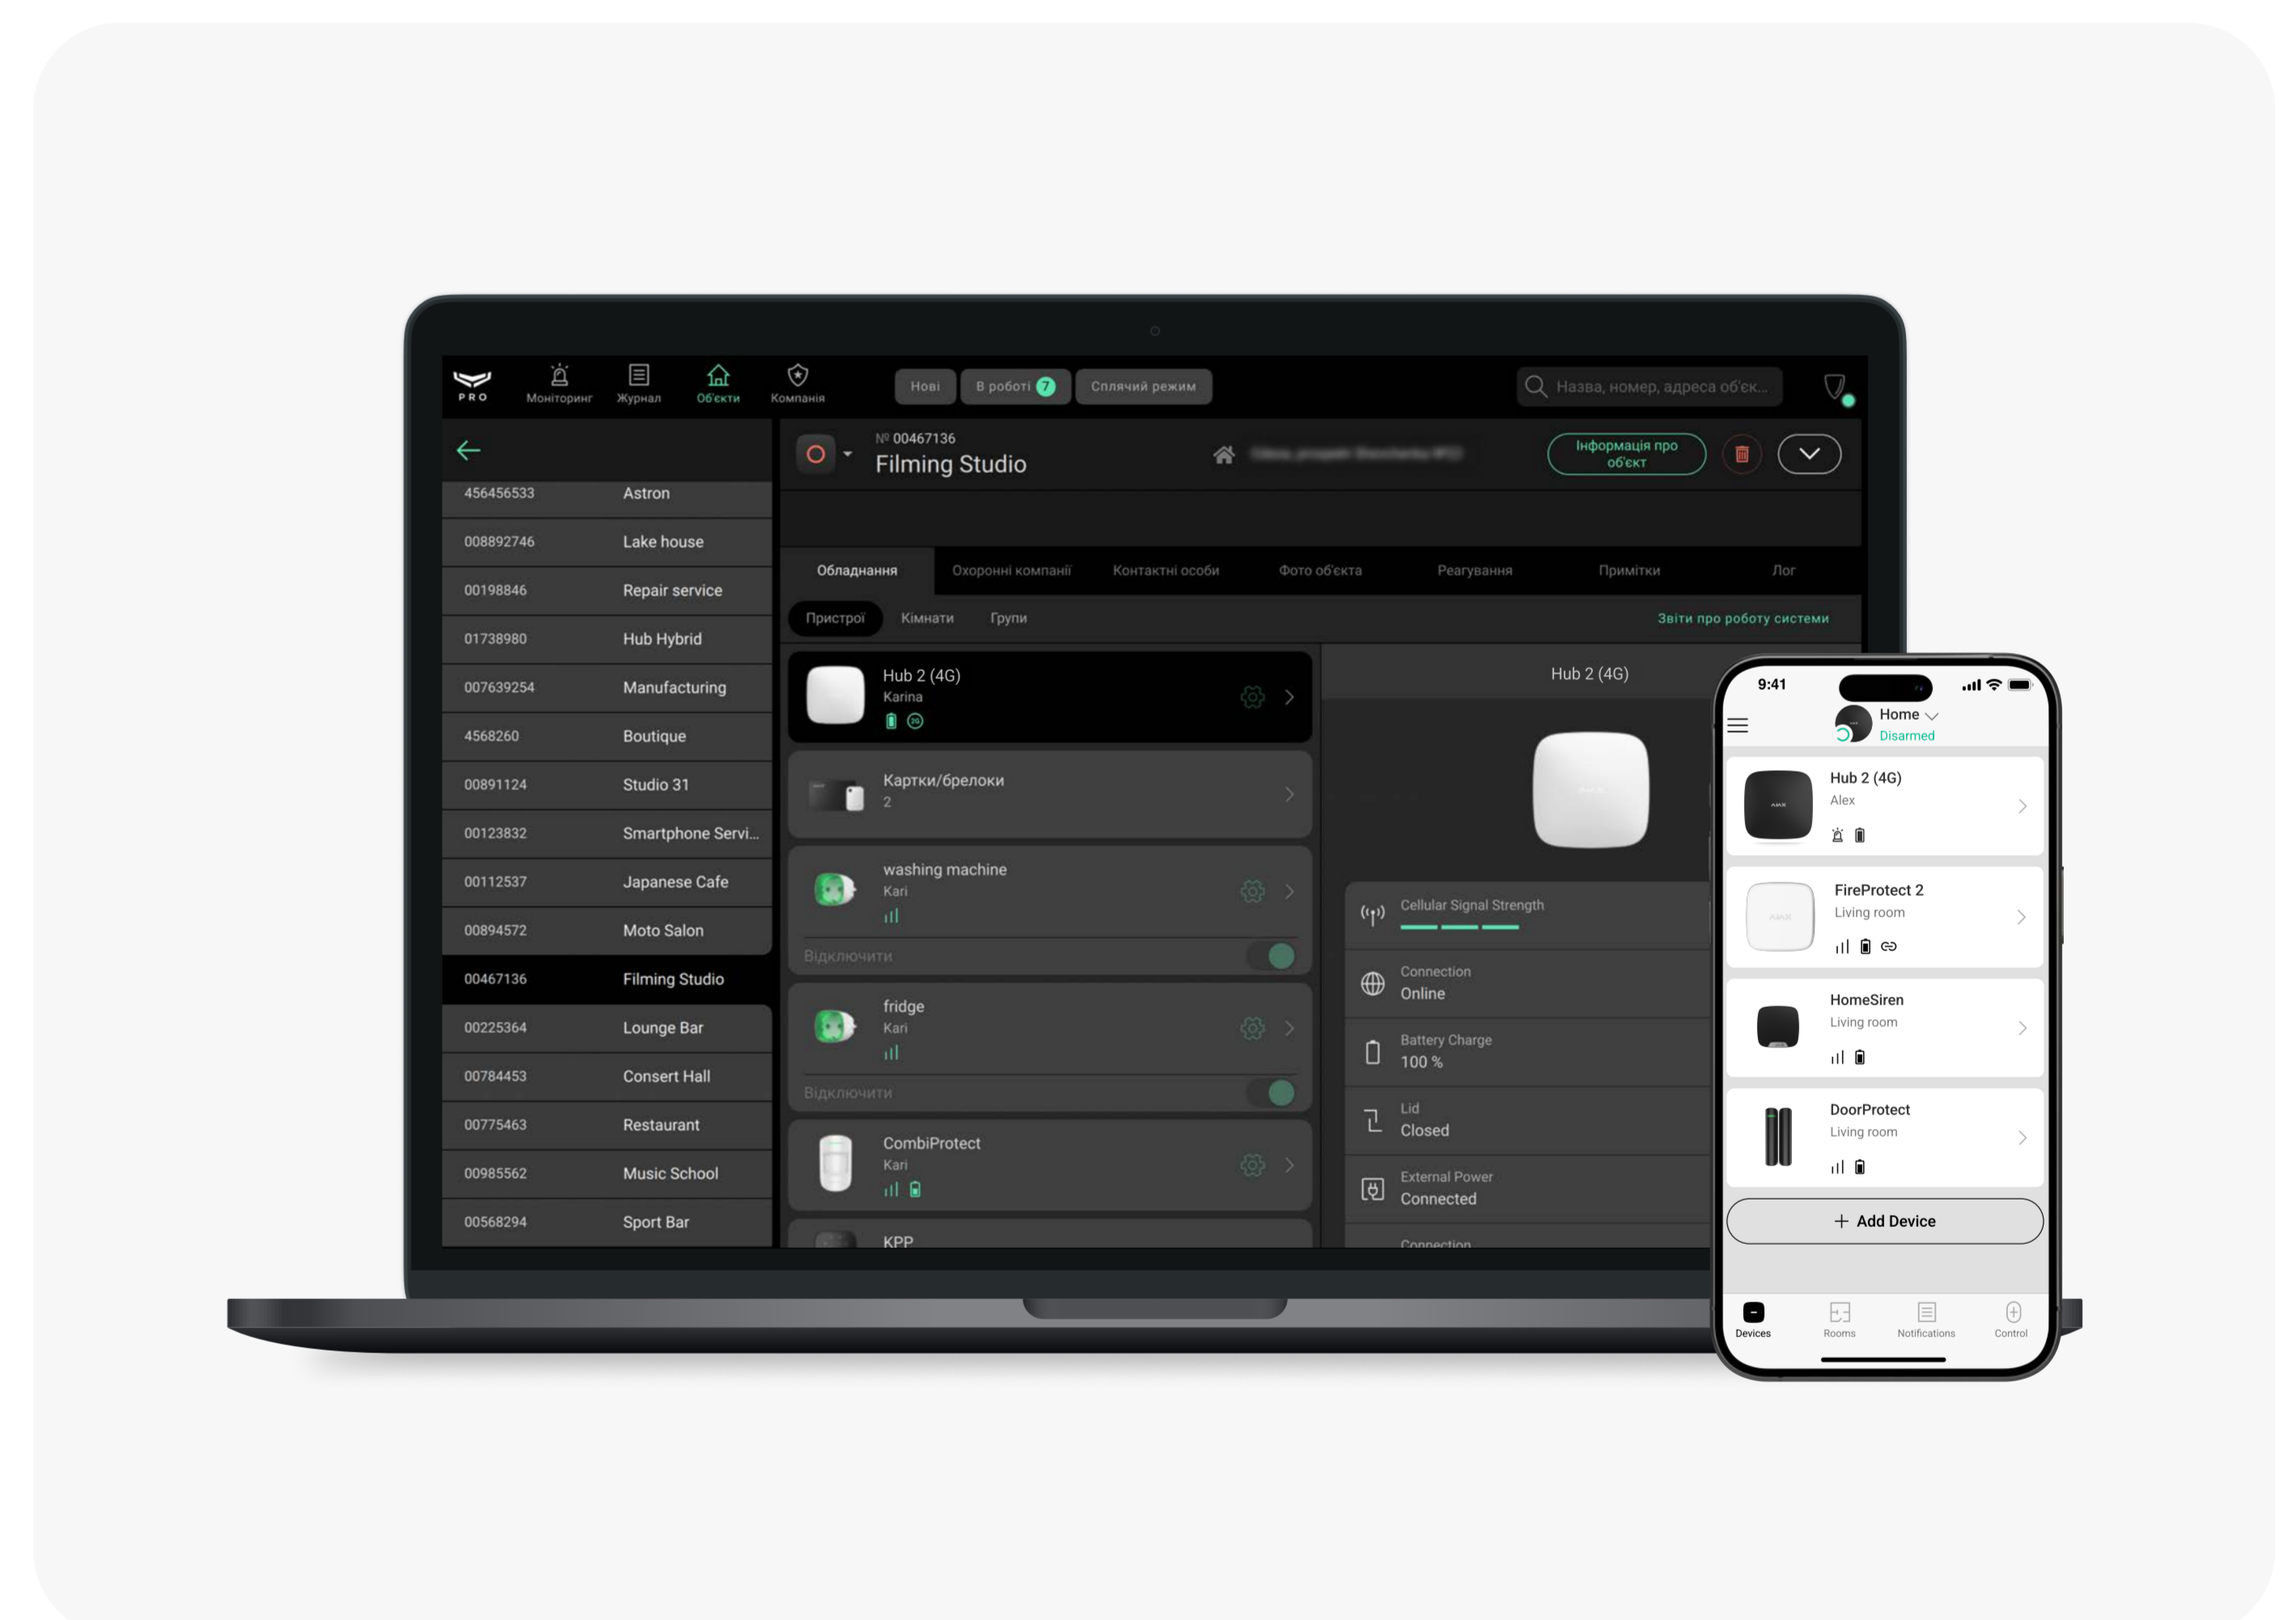 PRO
Моніторинг
Журнал
Об'єкти
Компанія
Нові
В роботі 7
Сплячий режим
Назва, номер, адреса об'єк...
№ 00467136
Filming Studio
Інформація про
об'єкт
456456533 Astron
008892746 Lake house
00198846 Repair service
01738980 Hub Hybrid
007639254 Manufacturing
4568260 Boutique
00891124 Studio 31
00123832 Smartphone Servi...
00112537 Japanese Cafe
00894572 Moto Salon
00467136 Filming Studio
00225364 Lounge Bar
00784453 Consert Hall
00775463 Restaurant
00985562 Music School
00568294 Sport Bar
Обладнання
Охоронні компанії
Контактні особи
Фото об'єкта
Реагування
Примітки
Лог
Пристрої
Кімнати
Групи
Звіти про роботу системи
Hub 2 (4G)
Karina
2G
Картки/брелоки
2
washing machine
Kari
Відключити
fridge
Kari
Відключити
CombiProtect
Kari
KPP
Hub 2 (4G)
AJAX
Cellular Signal Strength
Connection
Online
Battery Charge
100 %
Lid
Closed
External Power
Connected
Connection
9:41
Home
Disarmed
AJAX
Hub 2 (4G)
Alex
AJAX
FireProtect 2
Living room
HomeSiren
Living room
DoorProtect
Living room
+ Add Device
Devices
Rooms
Notifications
Control